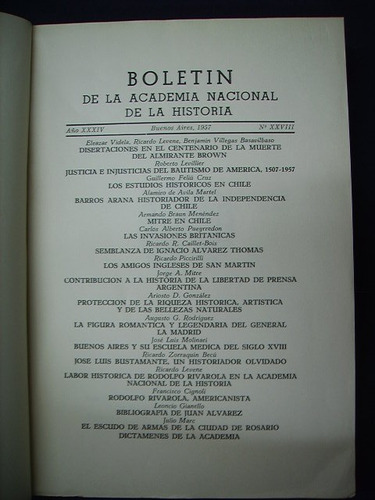 BOLETIN
DE LA ACADEMIA NACIONAL
DE LA HISTORIA
Año XXXIV Buenos Aires, 1957 Nº XXVIII
Eleazar Videla, Ricardo Levene, Benjamin Villegas Basavilbaso
DISERTACIONES EN EL CENTENARIO DE LA MUERTE
DEL ALMIRANTE BROWN
Roberto Levillier
JUSTICIA E INJUSTICIAS DEL BAUTISMO DE AMERICA, 1507-1957
Guillermo Feliú Cruz
LOS ESTUDIOS HISTORICOS EN CHILE
Alamiro de Avila Martel
BARROS ARANA HISTORIADOR DE LA INDEPENDENCIA
DE CHILE
Armando Braun Menéndez
MITRE EN CHILE
Carlos Alberto Pueyrredon
LAS INVASIONES BRITANICAS
Ricardo R. Caillet-Bois
SEMBLANZA DE IGNACIO ALVAREZ THOMAS
Ricardo Piccirilli
LOS AMIGOS INGLESES DE SAN MARTIN
Jorge A. Mitre
CONTRIBUCION A LA HISTORIA DE LA LIBERTAD DE PRENSA
ARGENTINA
Ariosto D. González
PROTECCION DE LA RIQUEZA HISTORICA, ARTISTICA
Y DE LAS BELLEZAS NATURALES
Augusto G. Rodríguez
LA FIGURA ROMANTICA Y LEGENDARIA DEL GENERAL
LA MADRID
José Luis Molinari
BUENOS AIRES Y SU ESCUELA MEDICA DEL SIGLO XVIII
Ricardo Zorraquin Becú
JOSE LUIS BUSTAMANTE, UN HISTORIADOR OLVIDADO
Ricardo Levene
LABOR HISTORICA DE RODOLFO RIVAROLA EN LA ACADEMIA
NACIONAL DE LA HISTORIA
Francisco Cignoli
RODOLFO RIVAROLA, AMERICANISTA
Leoncio Gianello
BIBLIOGRAFIA DE JUAN ALVAREZ
Julio Marc
EL ESCUDO DE ARMAS DE LA CIUDAD DE ROSARIO
DICTAMENES DE LA ACADEMIA